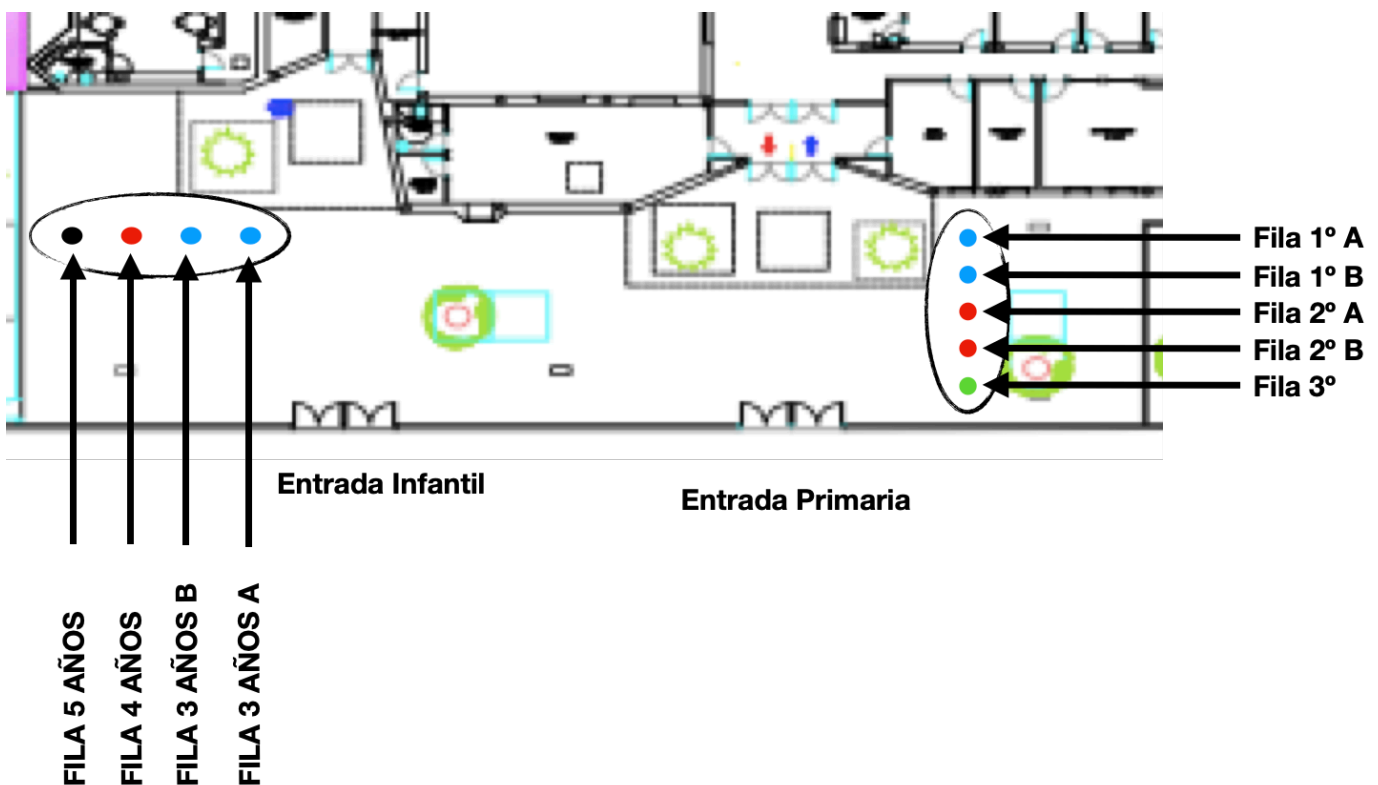 Fila 1º A
Fila 1º B
Fila 2º A
Fila 2º B
Fila 3º
Entrada Infantil
Entrada Primaria
FILA 5 AÑOS
FILA 4 AÑOS
FILA 3 AÑOS B
FILA 3 AÑOS A